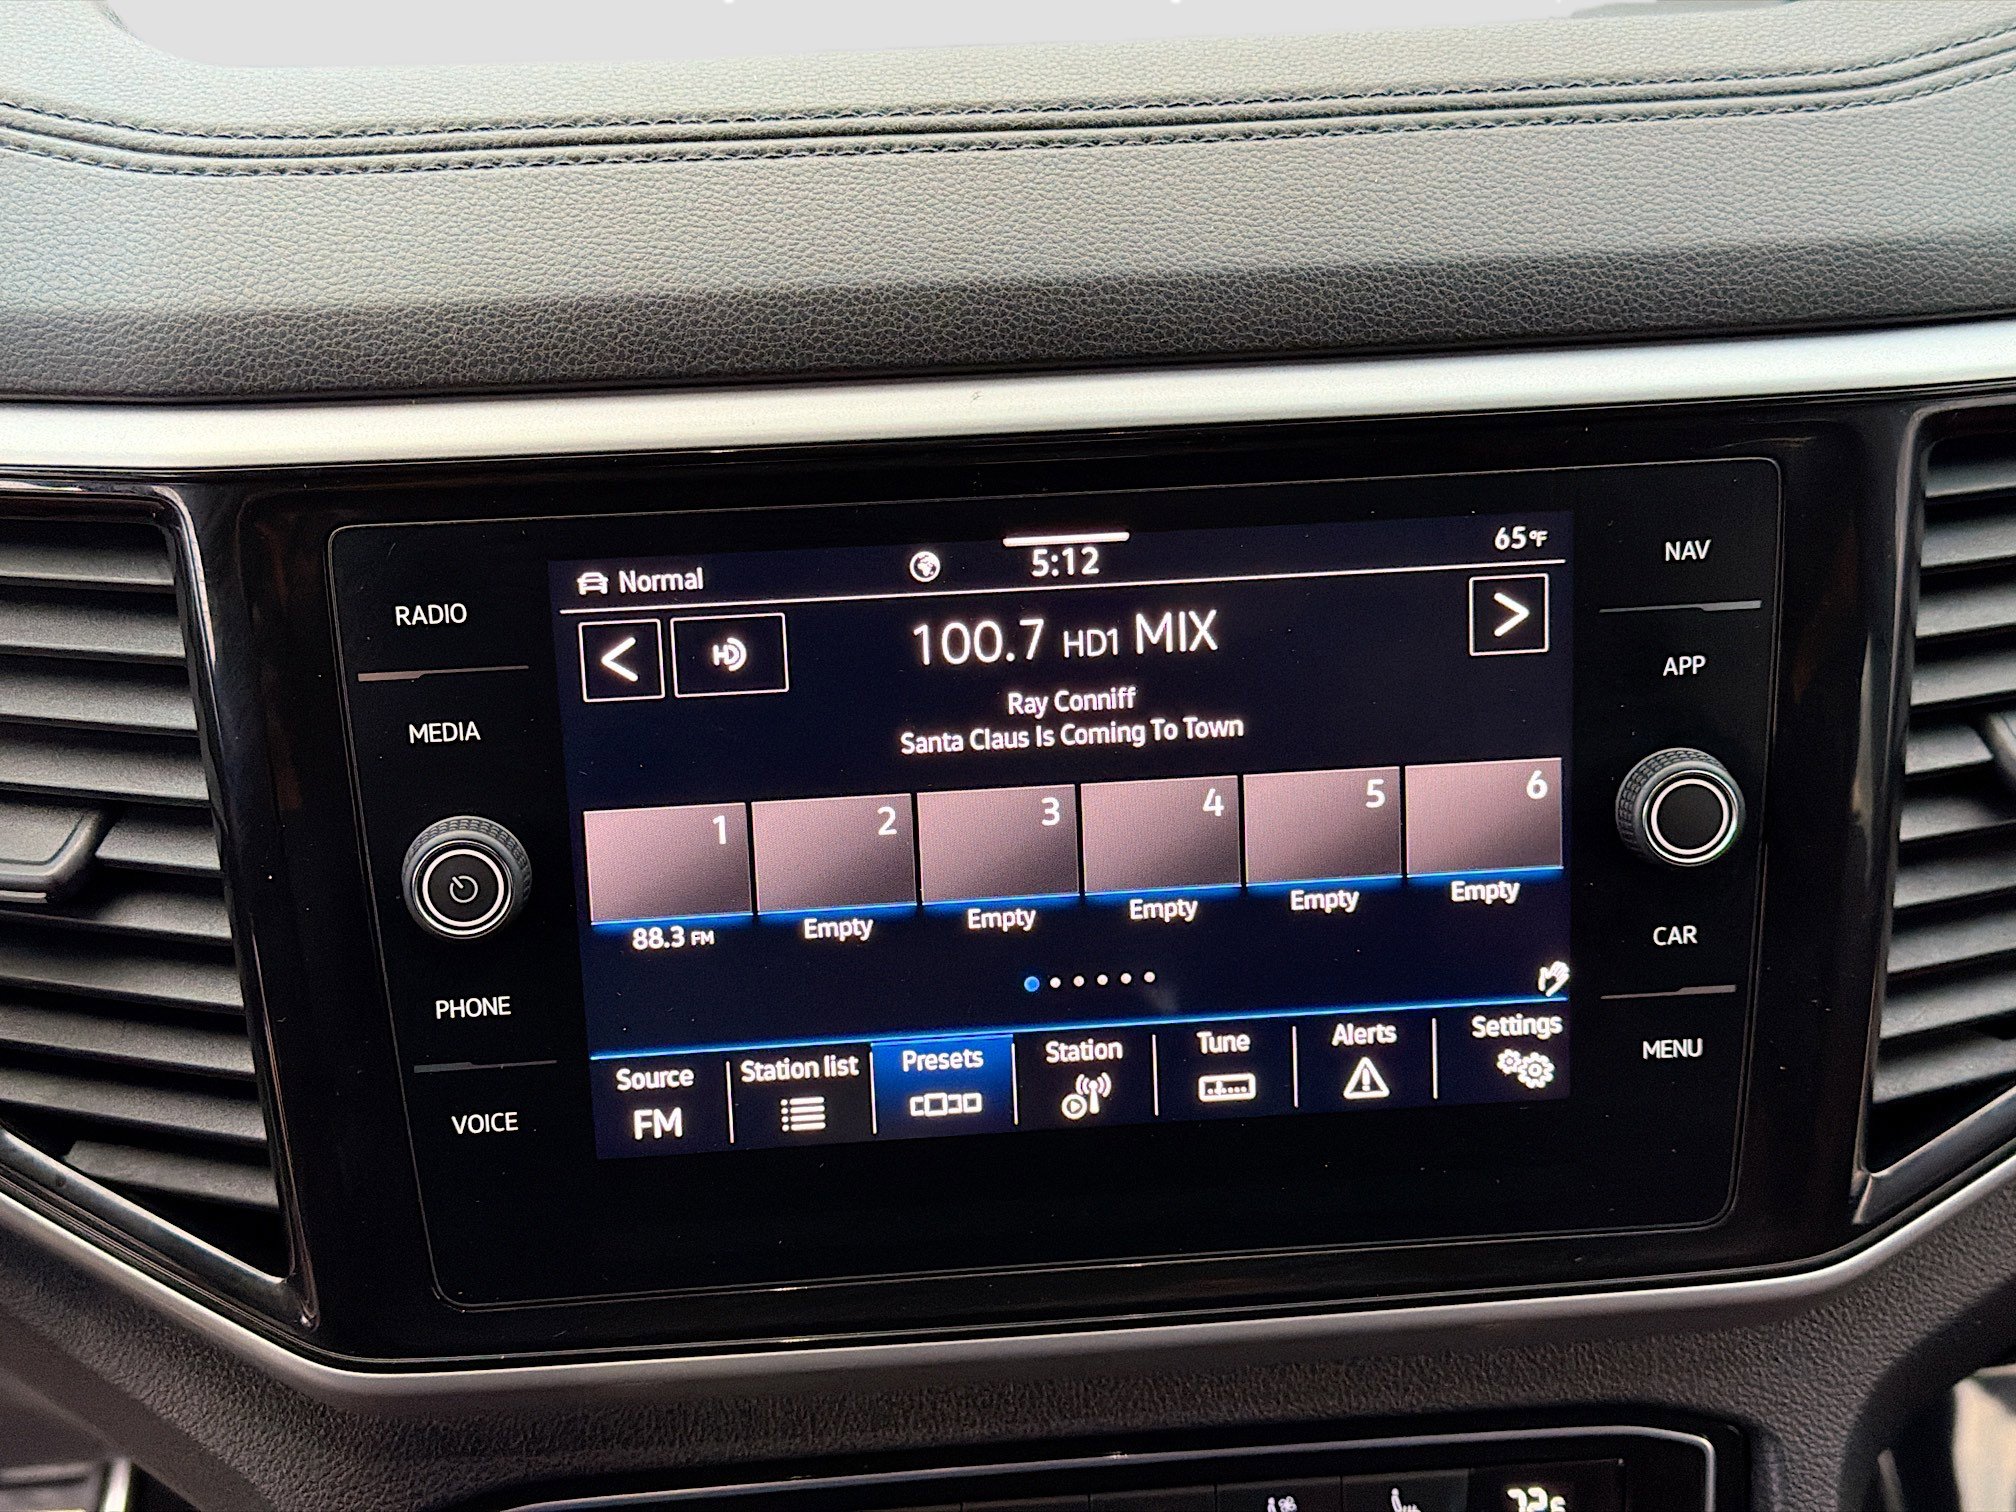 Normal
5:12
65°F
RADIO
NAV
HD
100.7 HD1 MIX
APP
Ray Conniff
MEDIA
Santa Claus Is Coming To Town
1
2
3
4
5
6
88.3 FM
Empty
Empty
Empty
Empty
Empty
CAR
PHONE
Source
FM
Station list
Presets
Station
Tune
Alerts
Settings
MENU
VOICE